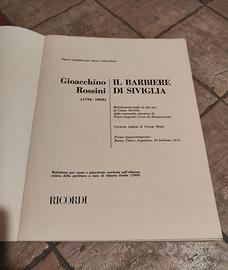 Opera completa per canto e pianoforte
Gioacchino
Rossini
(1792-1868)
IL BARBIERE
DI SIVIGLIA
Melodramma buffo in due atti
di Cesare Sterbini
dalla commedia omonima di
Pierre-Augustin Caron de Beaumarchais
Versione inglese di
Prima rappresentazione:
Roma, Teatro Argentina, 20 febbraio 1816
Riduzione per canto e pianoforte condotta sull'edizione
critica della partitura a cura di Alberto Zedda (1969)
RICORDI